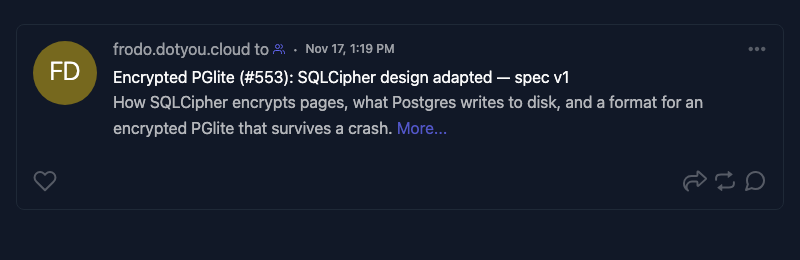 FD
frodo.dotyou.cloud to · Nov 17, 1:19 PM
Encrypted PGlite (#553): SQLCipher design adapted — spec v1
How SQLCipher encrypts pages, what Postgres writes to disk, and a format for an
encrypted PGlite that survives a crash. More...